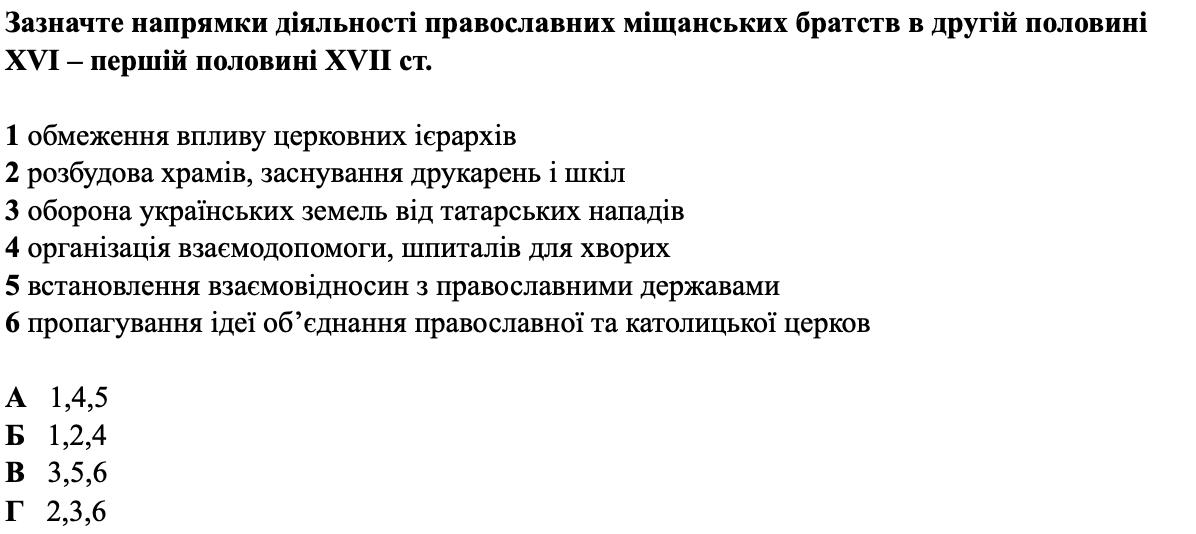 Зазначте напрямки діяльності православних міщанських братств в другій половині
XVI – першій половині XVII ст.
1 обмеження впливу церковних ієрархів
2 розбудова храмів, заснування друкарень і шкіл
3 оборона українських земель від татарських нападів
4 організація взаємодопомоги, шпиталів для хворих
5 встановлення взаємовідносин з православними державами
6 пропагування ідеї об’єднання православної та католицької церков
А 1,4,5
Б 1,2,4
В 3,5,6
Г 2,3,6